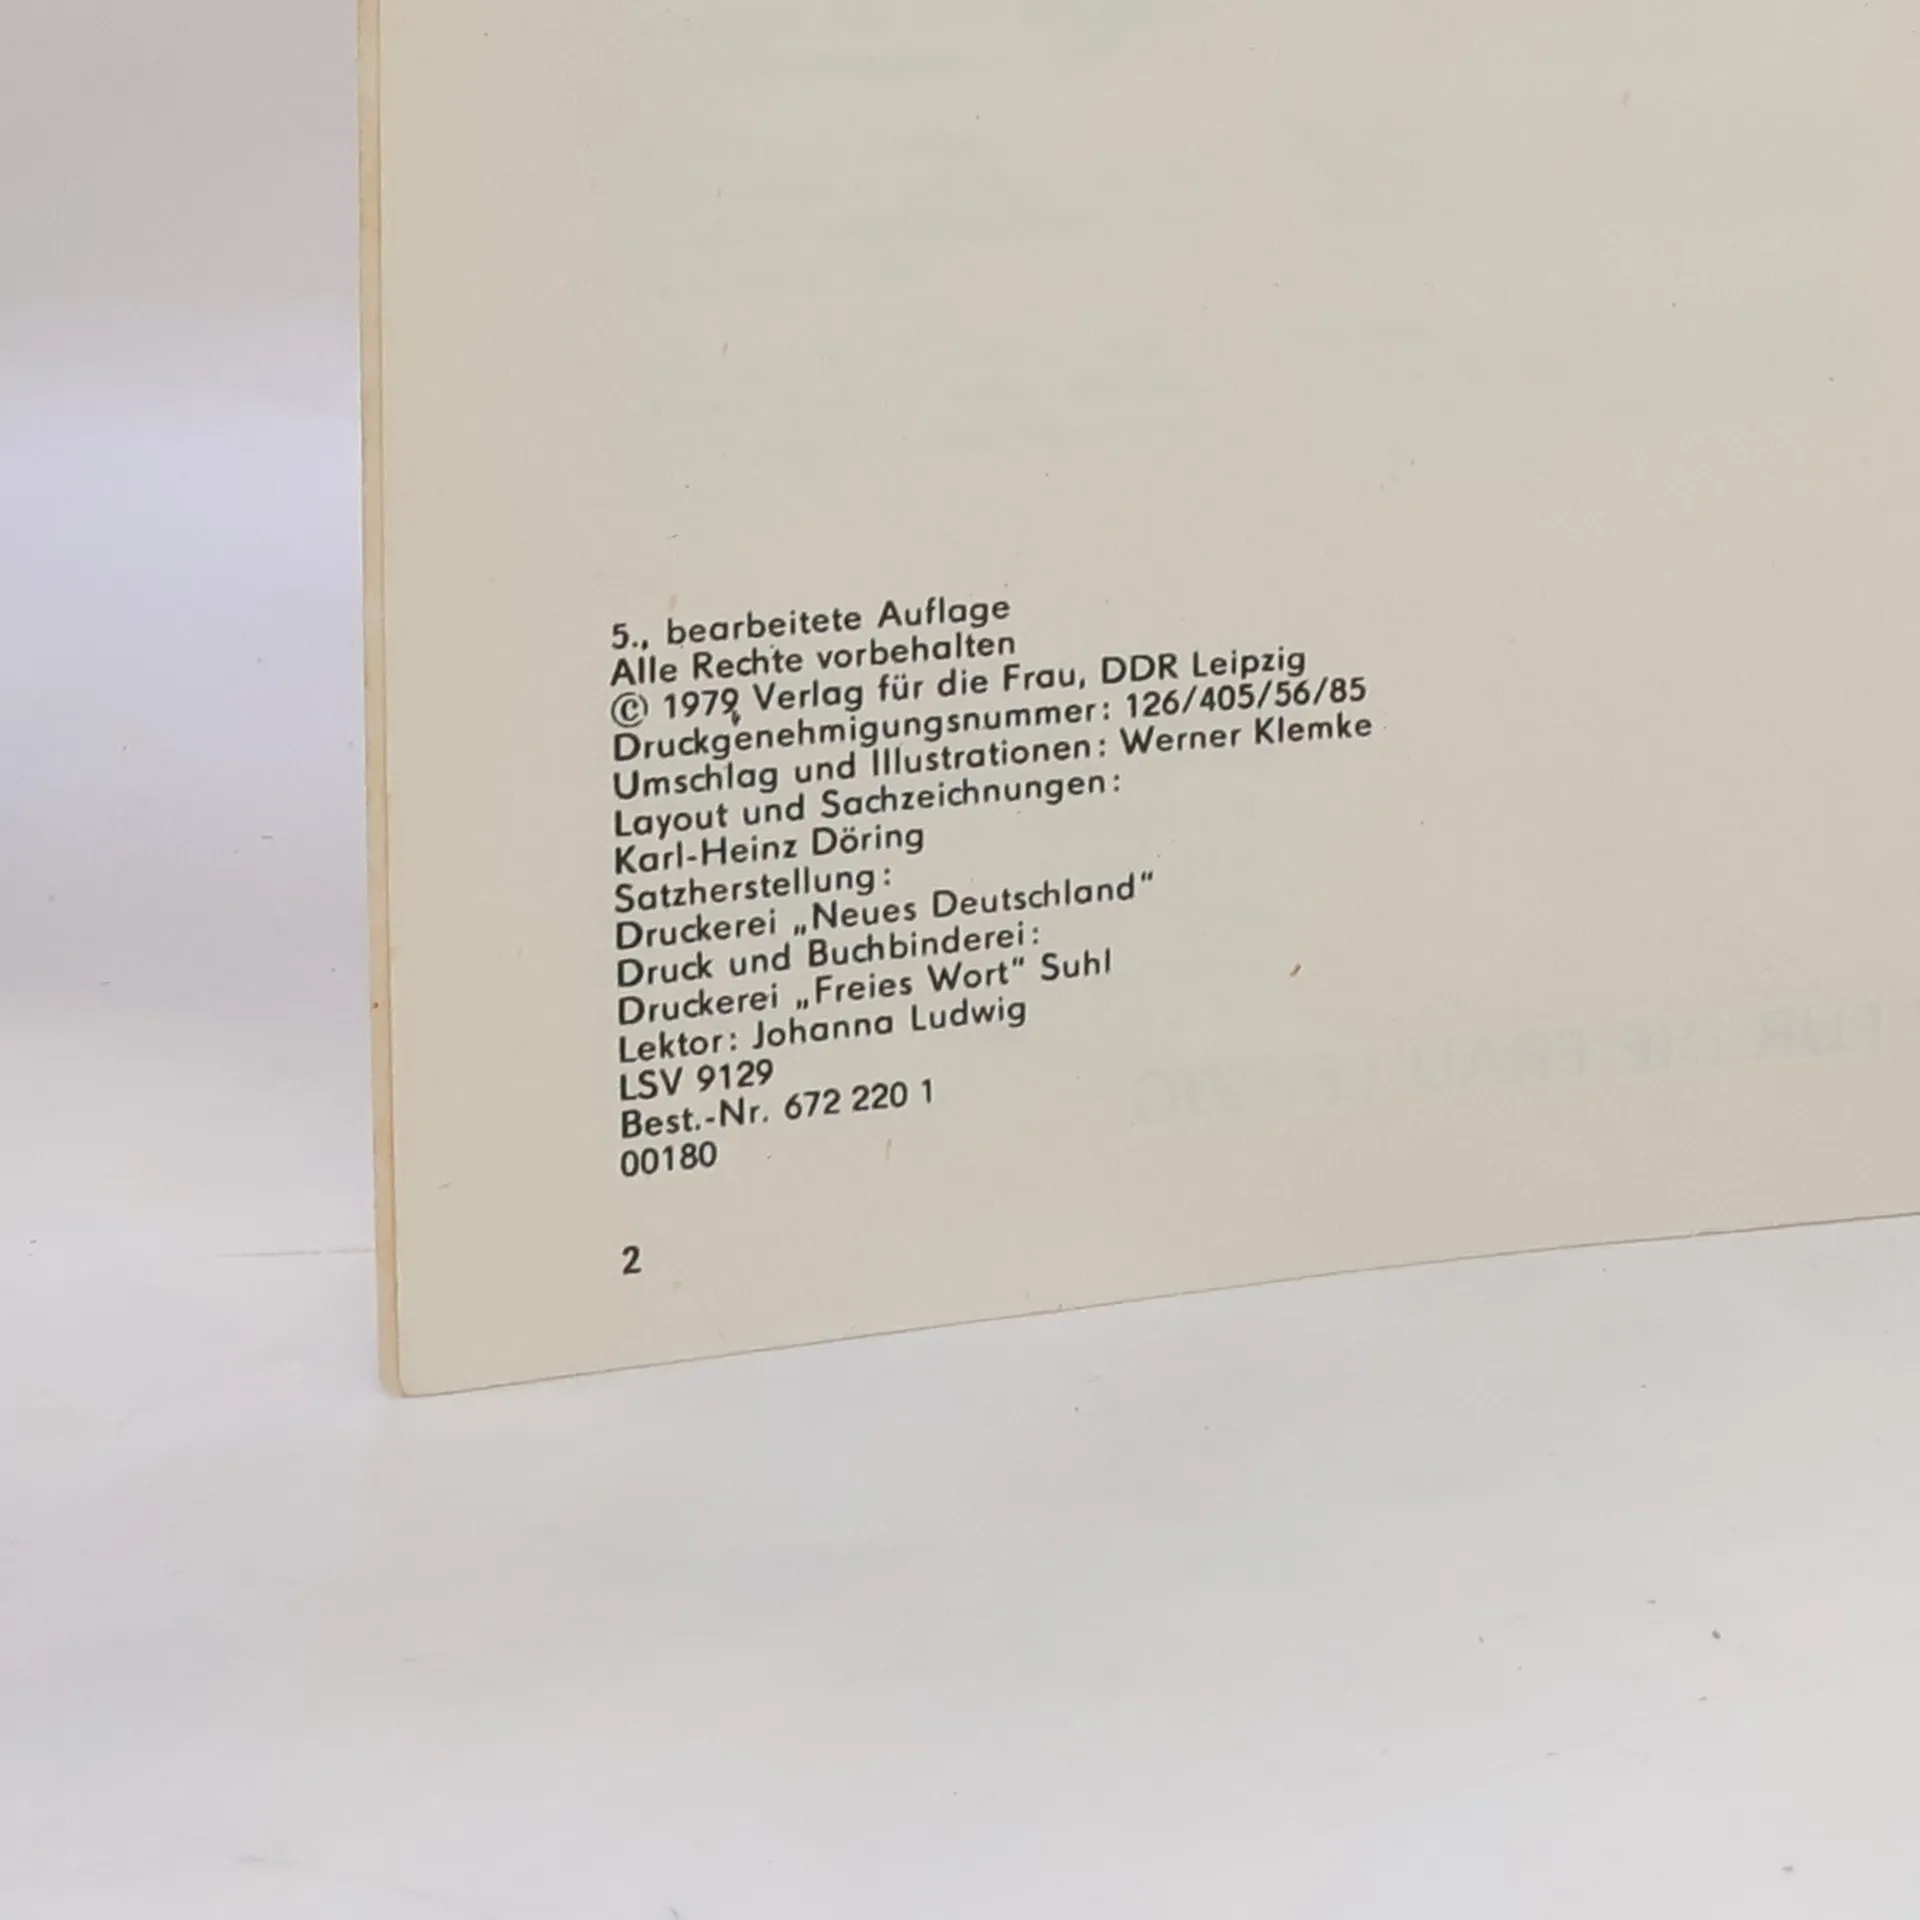 5., bearbeitete Auflage
Alle Rechte vorbehalten
© 1979 Verlag für die Frau, DDR Leipzig
Druckgenehmigungsnummer: 126/405/56/85
Umschlag und Illustrationen: Werner Klemke
Layout und Sachzeichnungen:
Karl-Heinz Döring
Satzherstellung:
Druckerei „Neues Deutschland“
Druck und Buchbinderei:
Druckerei „Freies Wort“ Suhl
Lektor: Johanna Ludwig
LSV 9129
Best.-Nr. 672 220 1
00180
2